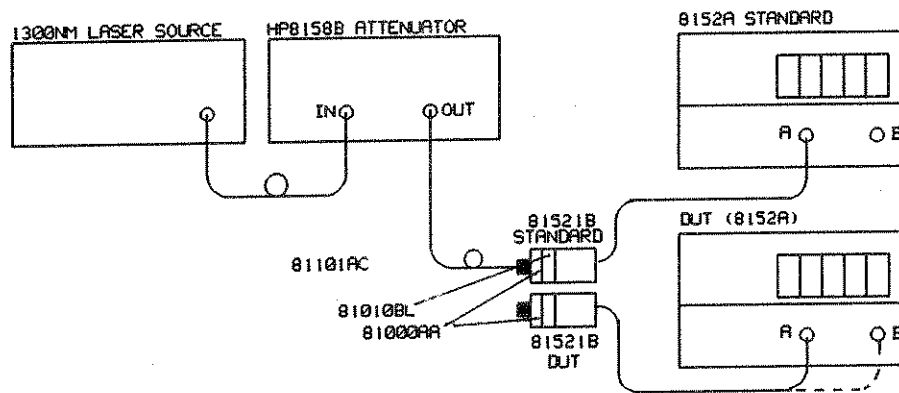 1300NM LASER SOURCE
HP8158B ATTENUATOR
8152A STANDARD
IN
OUT
A
B
81521B
STANDARD
DUT (8152A)
81101AC
81010BL
81000AA
81521B
DUT
A
B